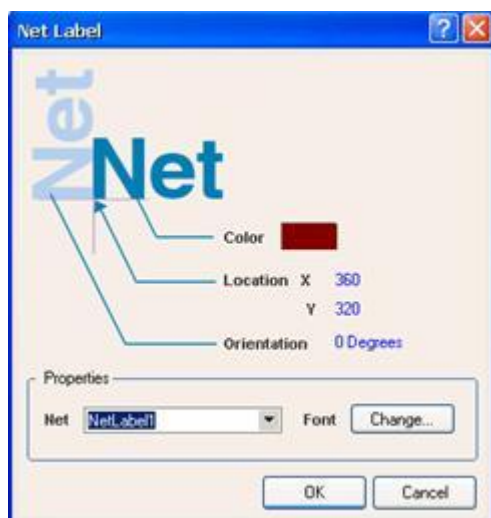 Net Label
Net
Net
Color
Location X 360
Y 320
Orientation 0 Degrees
Properties
Net NetLabel1 Font Change...
OK Cancel